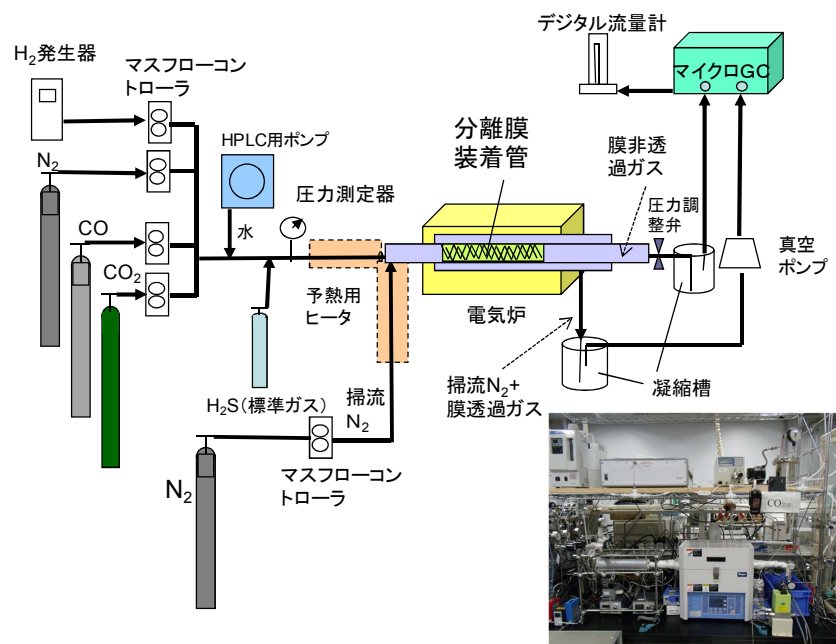 デジタル流量計
H₂発生器
マスフローコン
トローラ
マイクロGC
HPLC用ポンプ
分離膜
装着管
膜非透
過ガス
N₂
圧力測定器
圧力調
整弁
CO
水
真空
ポンプ
CO₂
予熱用
ヒータ
電気炉
H₂S(標準ガス)
掃流
N₂
掃流N₂+
膜透過ガス
凝縮槽
マスフローコン
トローラ
N₂
CO